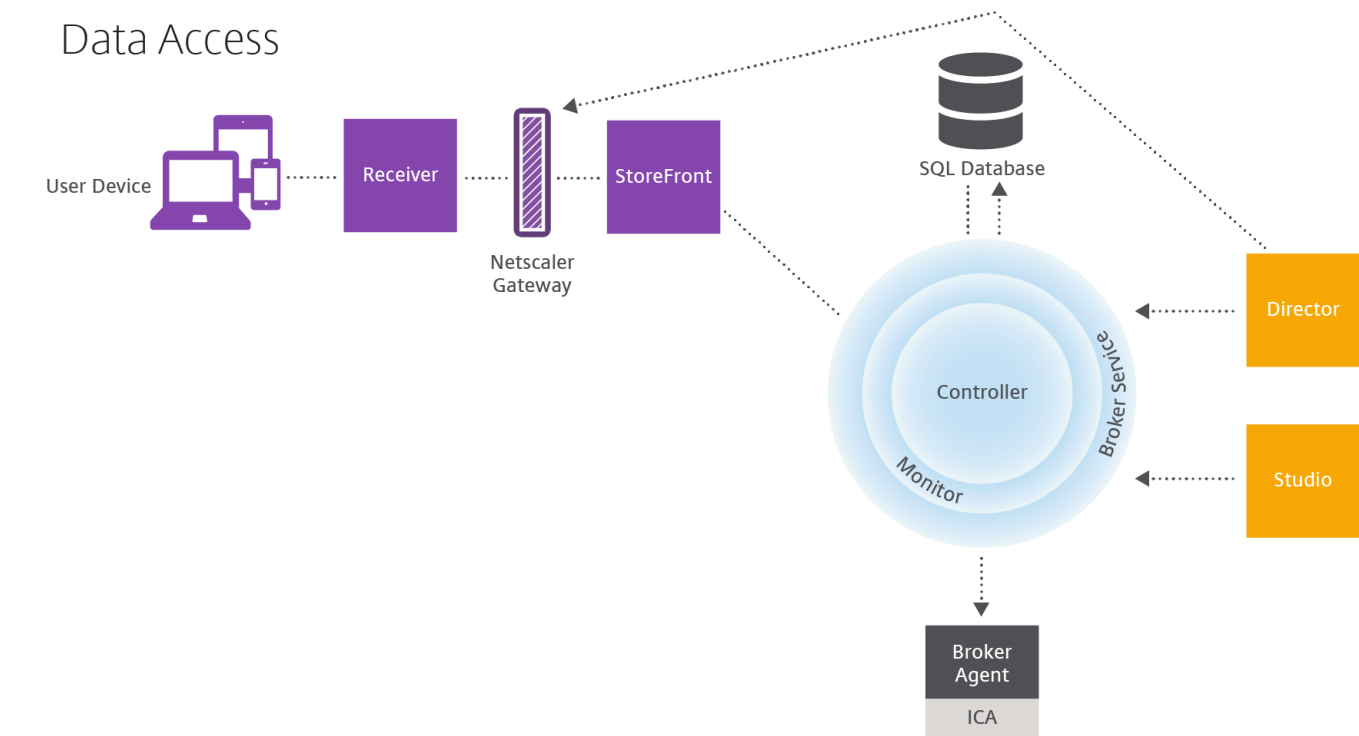 Data Access
User Device
Receiver
Netscaler
Gateway
StoreFront
SQL Database
Director
Controller
Broker Service
Monitor
Studio
Broker
Agent
ICA